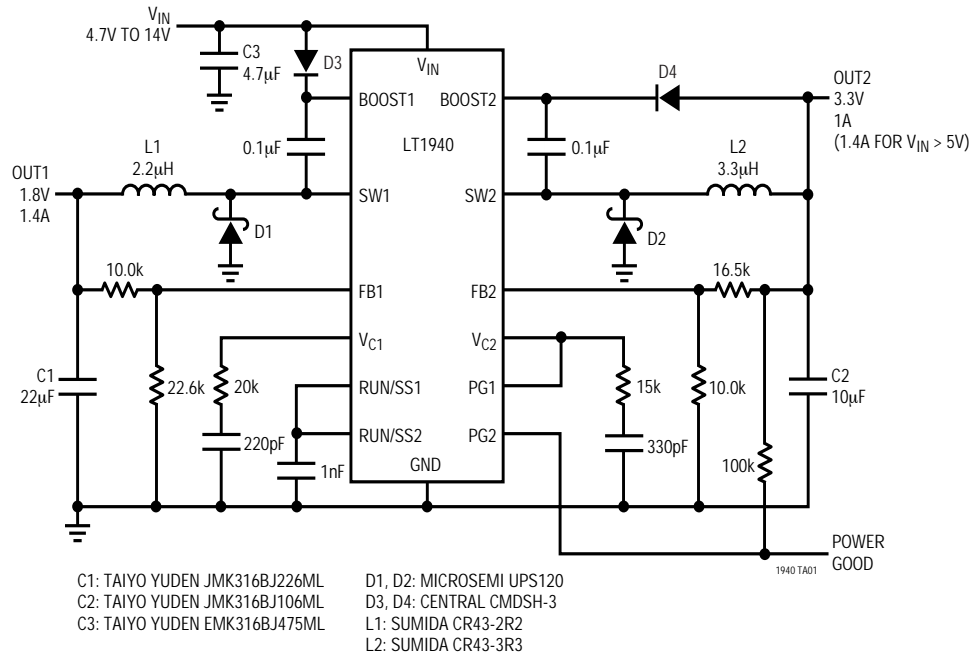 V_IN
4.7V TO 14V
C3
4.7μF
D3
V_IN
D4
OUT2
3.3V
1A
(1.4A FOR V_IN > 5V)
BOOST1
BOOST2
LT1940
0.1μF
0.1μF
L1
2.2μH
L2
3.3μH
OUT1
1.8V
1.4A
SW1
SW2
D1
D2
10.0k
16.5k
FB1
FB2
V_C1
V_C2
C1
22μF
22.6k
20k
RUN/SS1
PG1
15k
10.0k
C2
10μF
RUN/SS2
PG2
220pF
1nF
GND
330pF
100k
POWER
GOOD
1940 TA01
C1: TAIYO YUDEN JMK316BJ226ML
C2: TAIYO YUDEN JMK316BJ106ML
C3: TAIYO YUDEN EMK316BJ475ML
D1, D2: MICROSEMI UPS120
D3, D4: CENTRAL CMDSH-3
L1: SUMIDA CR43-2R2
L2: SUMIDA CR43-3R3